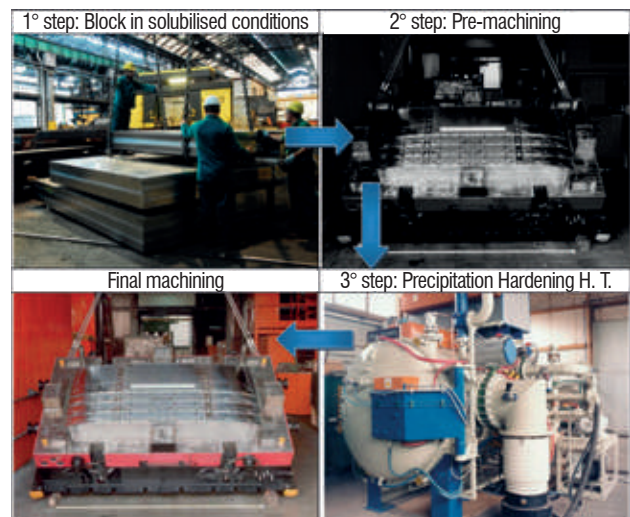 1° step: Block in solubilised conditions
2° step: Pre-machining
Final machining
3° step: Precipitation Hardening H. T.